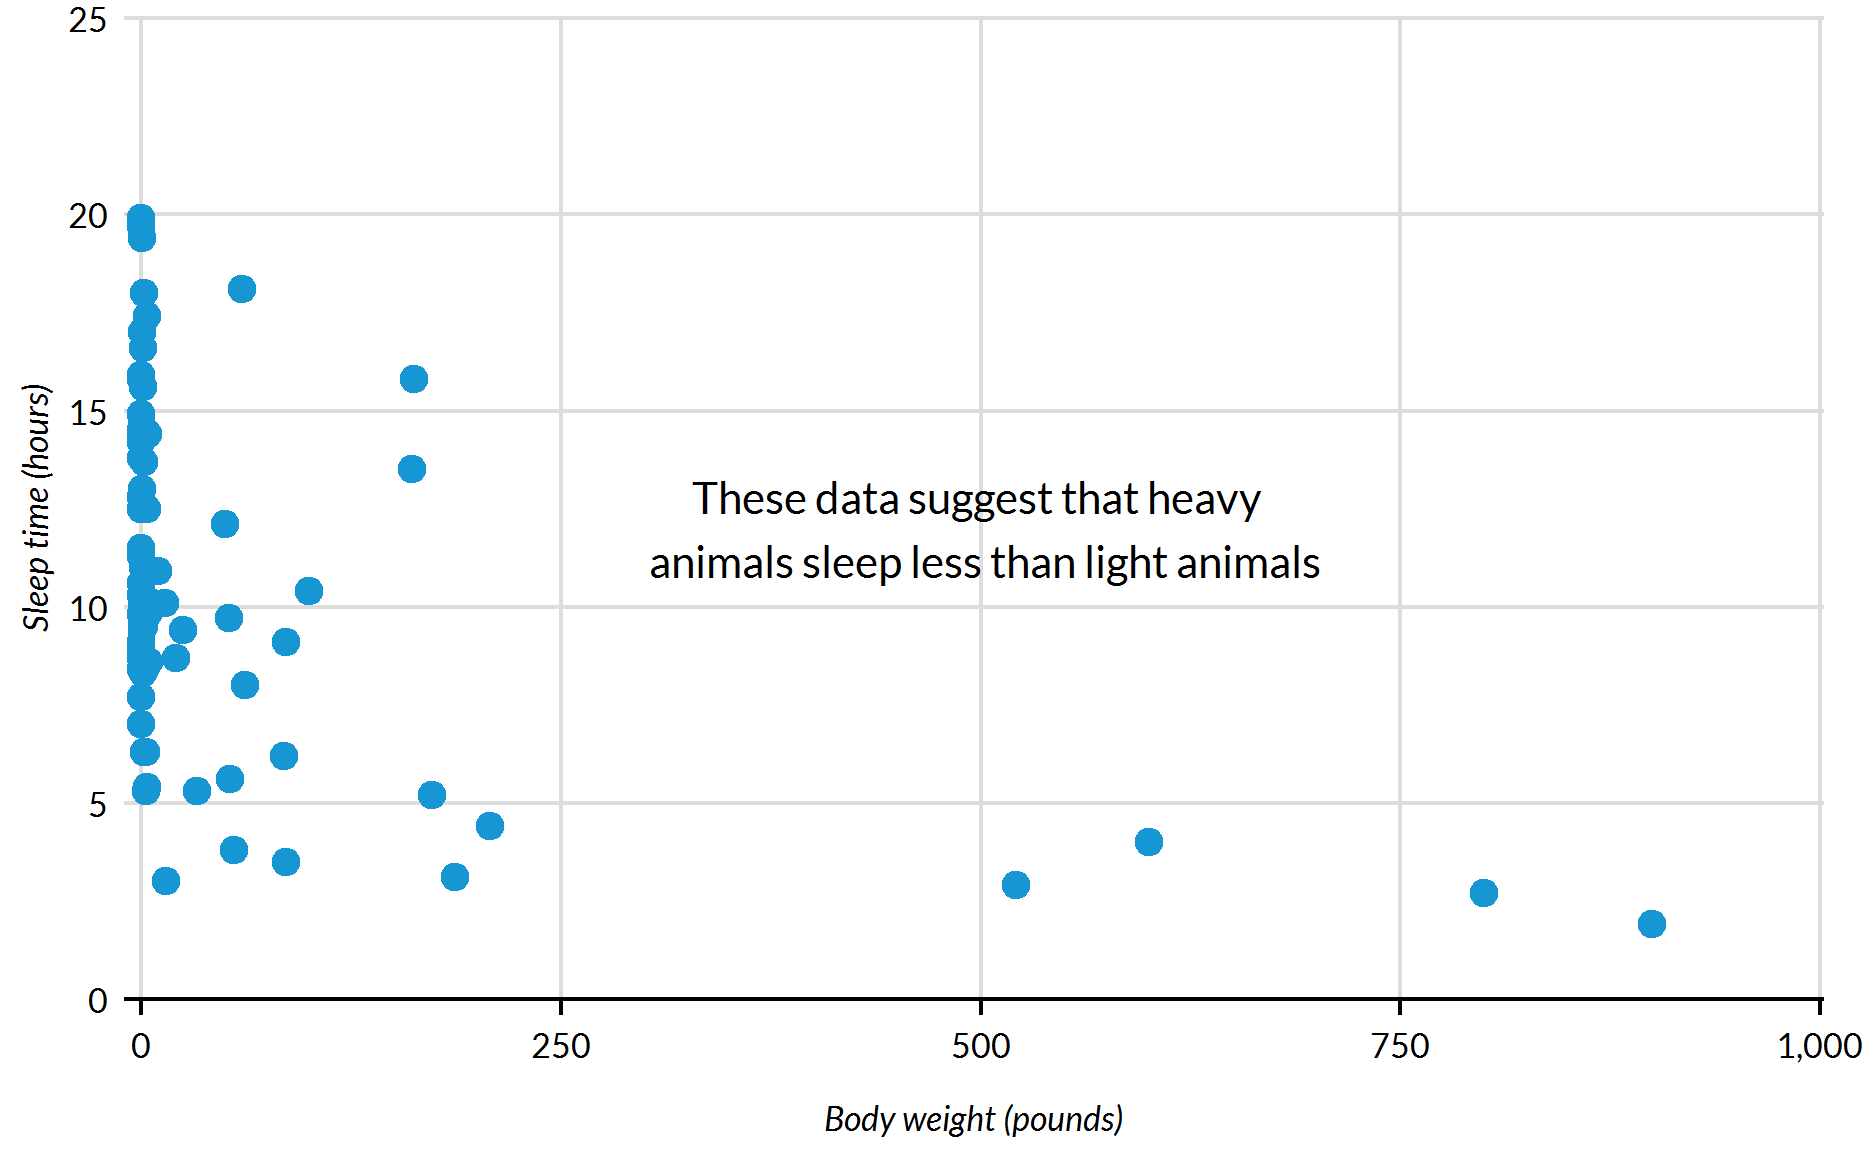 25
20
15
10
5
0
Sleep time (hours)
These data suggest that heavy
animals sleep less than light animals
0 250 500 750 1,000
Body weight (pounds)